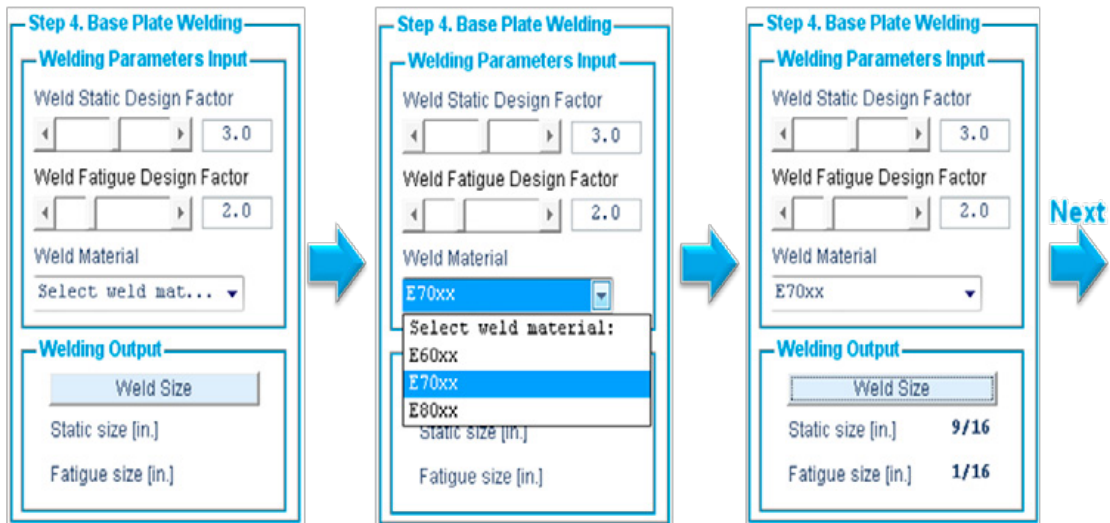 Step 4. Base Plate Welding
Welding Parameters Input
Weld Static Design Factor
3.0
Weld Fatigue Design Factor
2.0
Weld Material
Select weld mat...
Welding Output
Weld Size
Static size [in.]
Fatigue size [in.]
Step 4. Base Plate Welding
Welding Parameters Input
Weld Static Design Factor
3.0
Weld Fatigue Design Factor
2.0
Weld Material
E70xx
Select weld material:
E60xx
E70xx
E80xx
Static size [in.]
Fatigue size [in.]
Step 4. Base Plate Welding
Welding Parameters Input
Weld Static Design Factor
3.0
Weld Fatigue Design Factor
2.0
Weld Material
E70xx
Welding Output
Weld Size
Static size [in.] 9/16
Fatigue size [in.] 1/16
Next